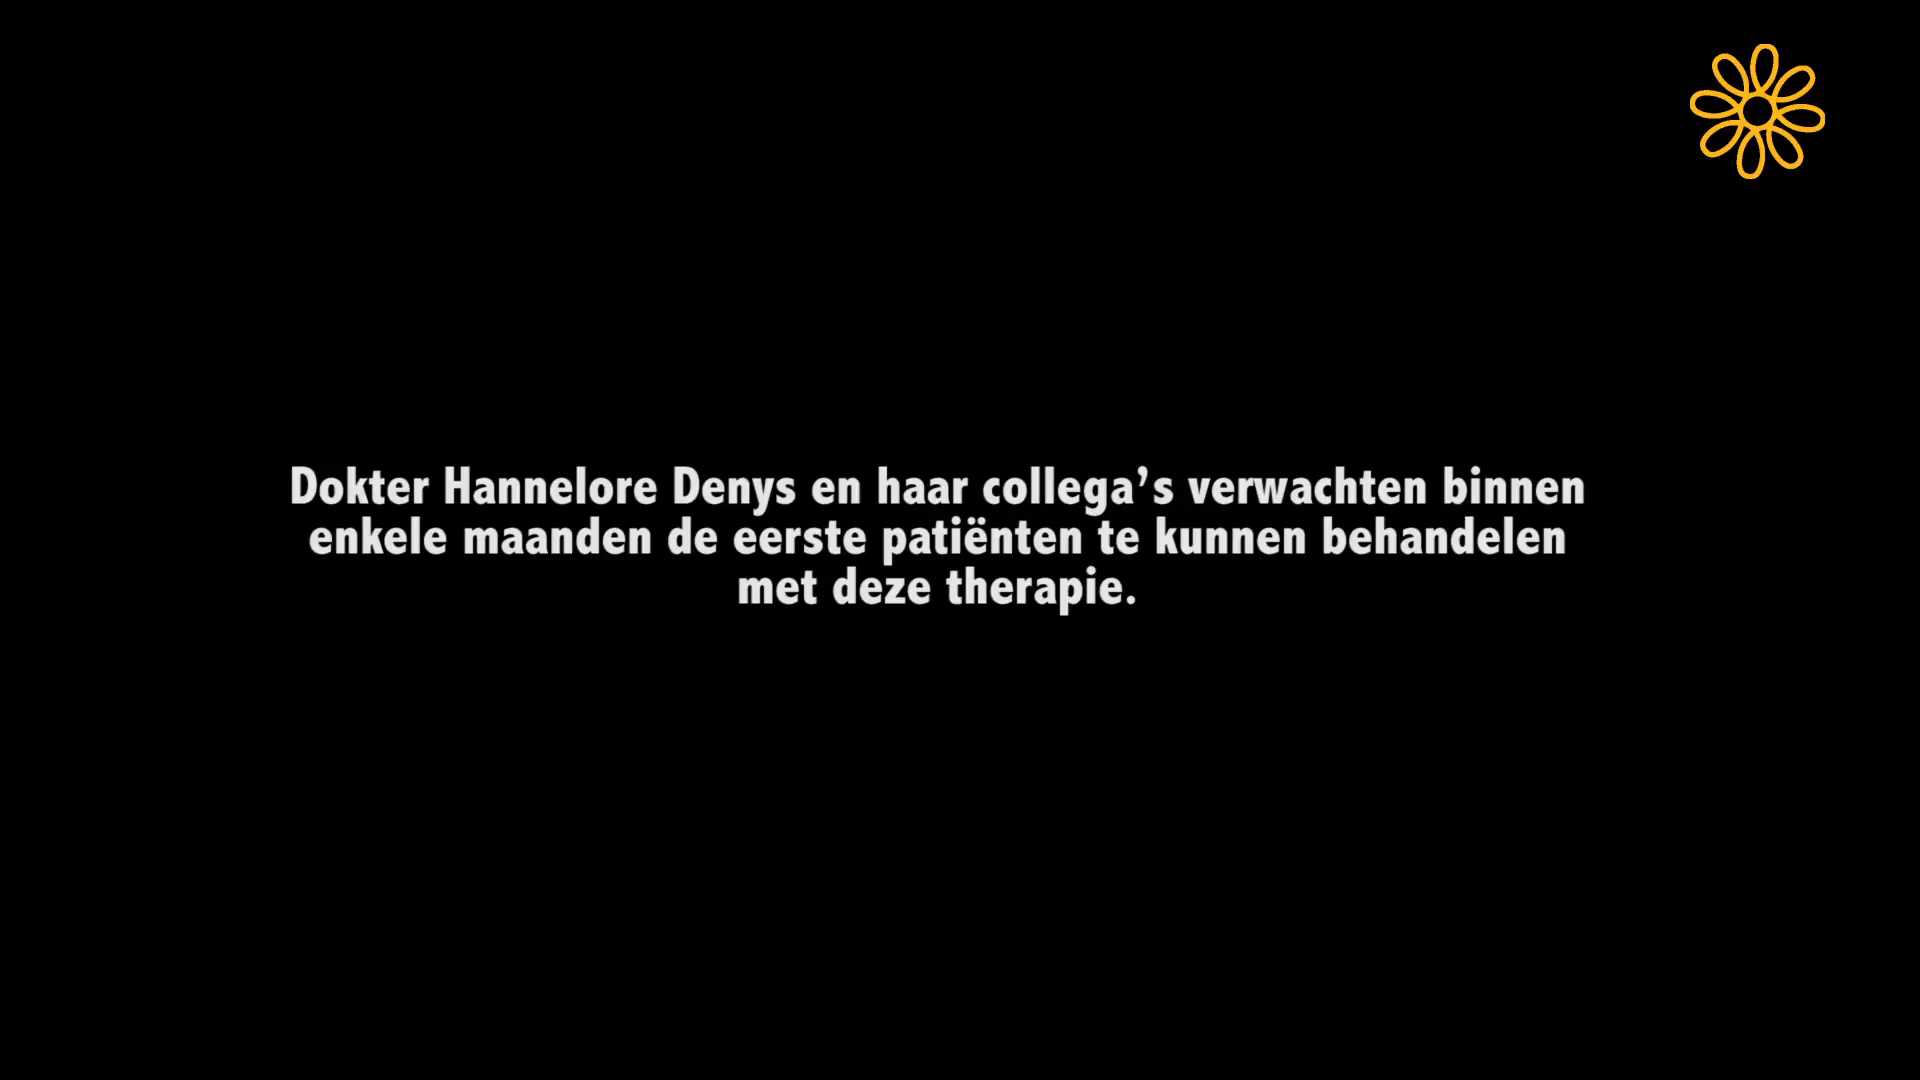 Dokter Hannelore Denys en haar collega’s verwachten binnen
enkele maanden de eerste patiënten te kunnen behandelen
met deze therapie.